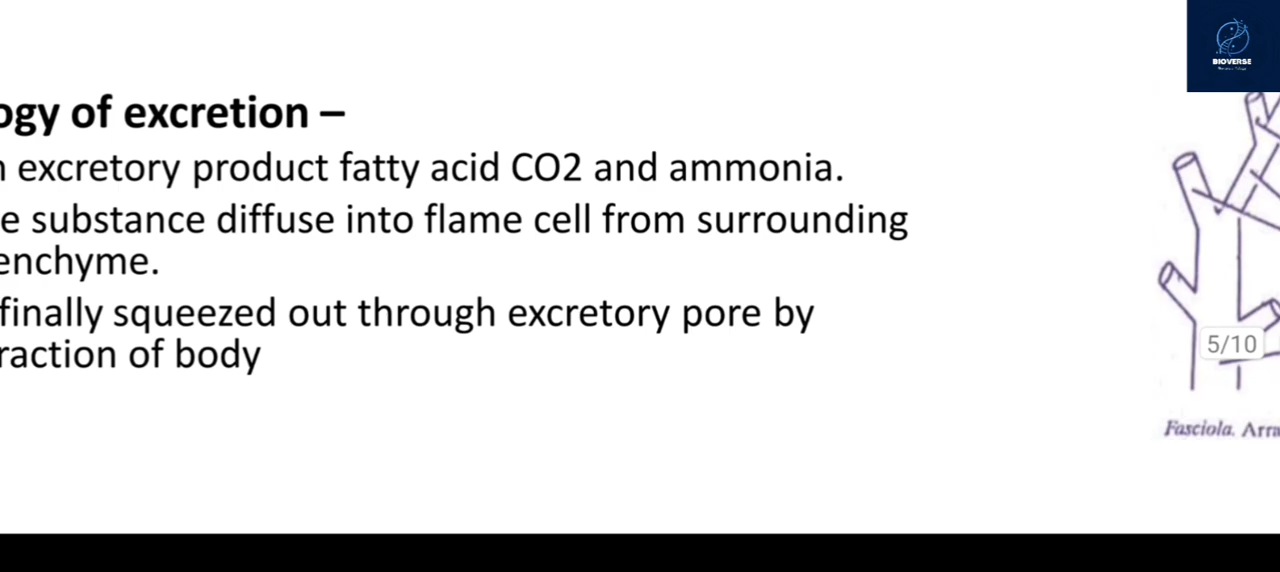 BIOVERSE
ogy of excretion –
n excretory product fatty acid CO2 and ammonia.
e substance diffuse into flame cell from surrounding
enchyme.
finally squeezed out through excretory pore by
raction of body
5/10
Fasciola. Arra